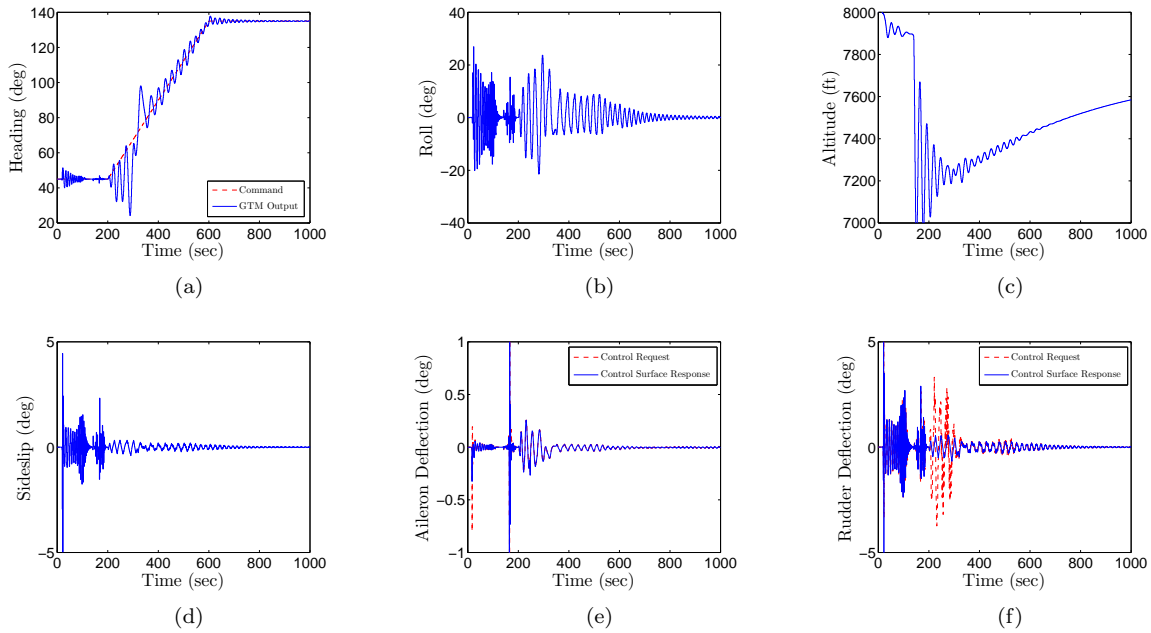 140
120
100
80
60
40
20
Heading (deg)
Command
GTM Output
0 200 400 600 800 1000
Time (sec)
(a)
40
20
0
−20
−40
Roll (deg)
0 200 400 600 800 1000
Time (sec)
(b)
8000
7800
7600
7400
7200
7000
Altitude (ft)
0 200 400 600 800 1000
Time (sec)
(c)
5
0
−5
Sideslip (deg)
0 200 400 600 800 1000
Time (sec)
(d)
1
0.5
0
−0.5
−1
Aileron Deflection (deg)
Control Request
Control Surface Response
0 200 400 600 800 1000
Time (sec)
(e)
5
0
−5
Rudder Deflection (deg)
Control Request
Control Surface Response
0 200 400 600 800 1000
Time (sec)
(f)